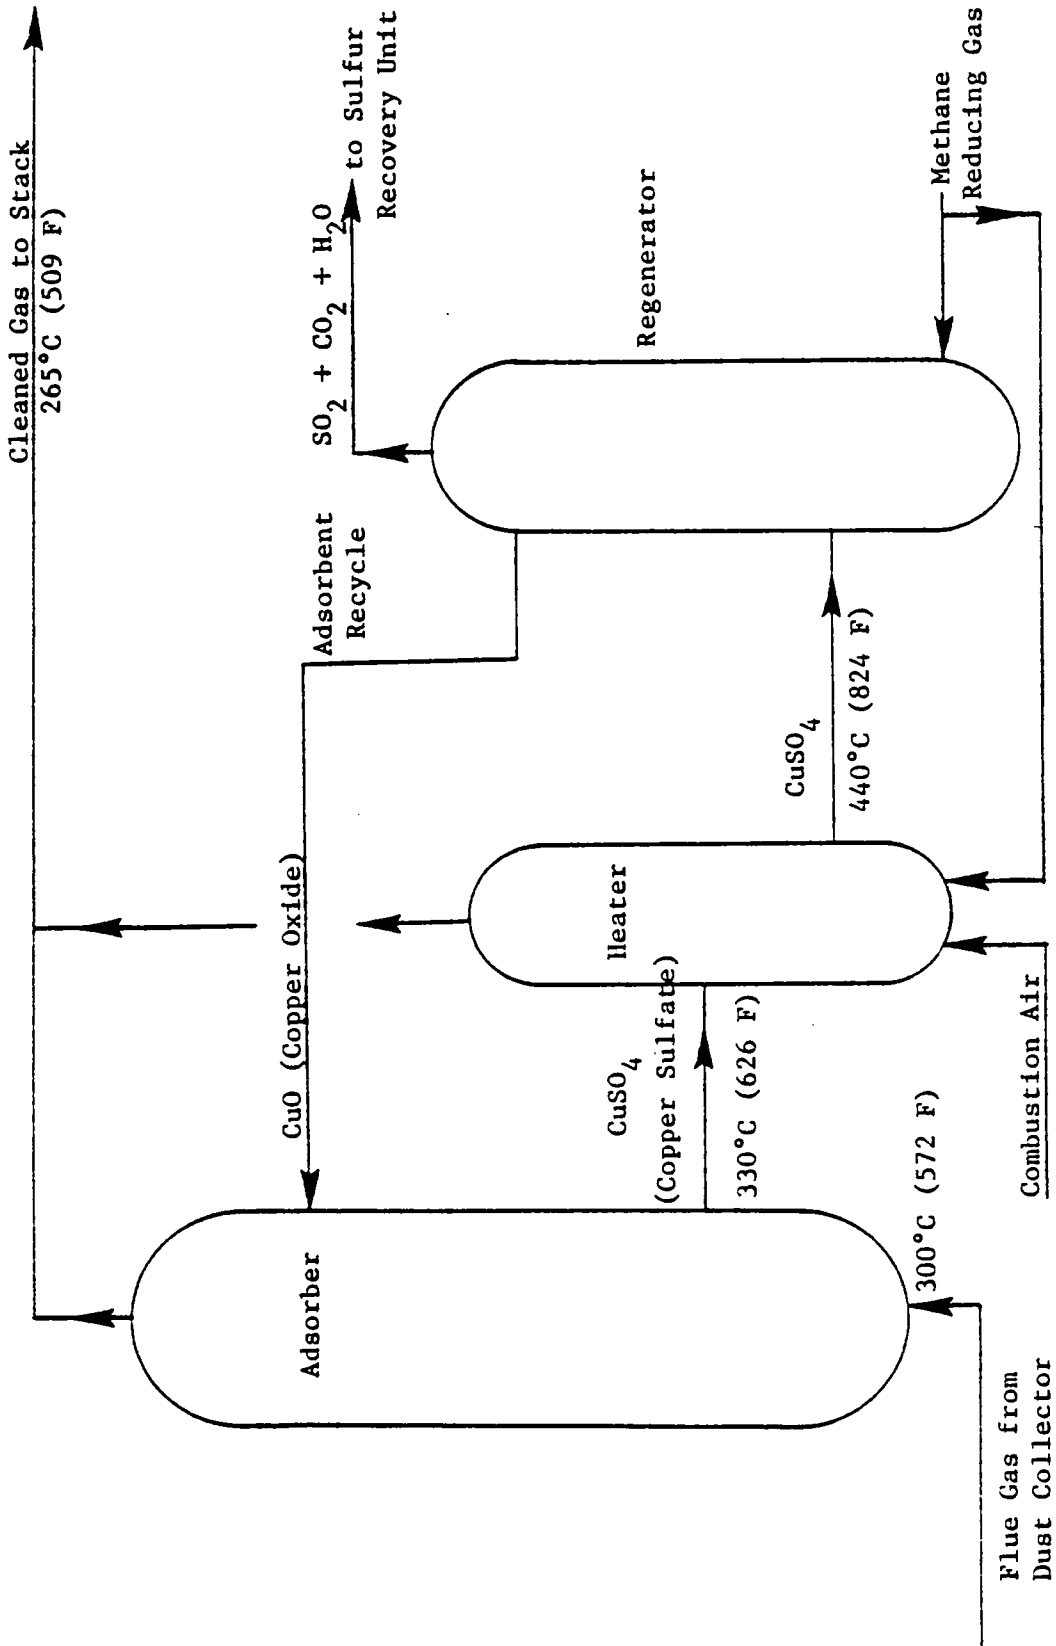 Cleaned Gas to Stack
265°C (509 F)
SO2 + CO2 + H2O
to Sulfur
Recovery Unit
Adsorbent
Recycle
CuO (Copper Oxide)
Regenerator
Methane
Reducing Gas
Heater
CuSO4
440°C (824 F)
CuSO4
(Copper Sulfate)
330°C (626 F)
Adsorber
300°C (572 F)
Combustion Air
Flue Gas from
Dust Collector